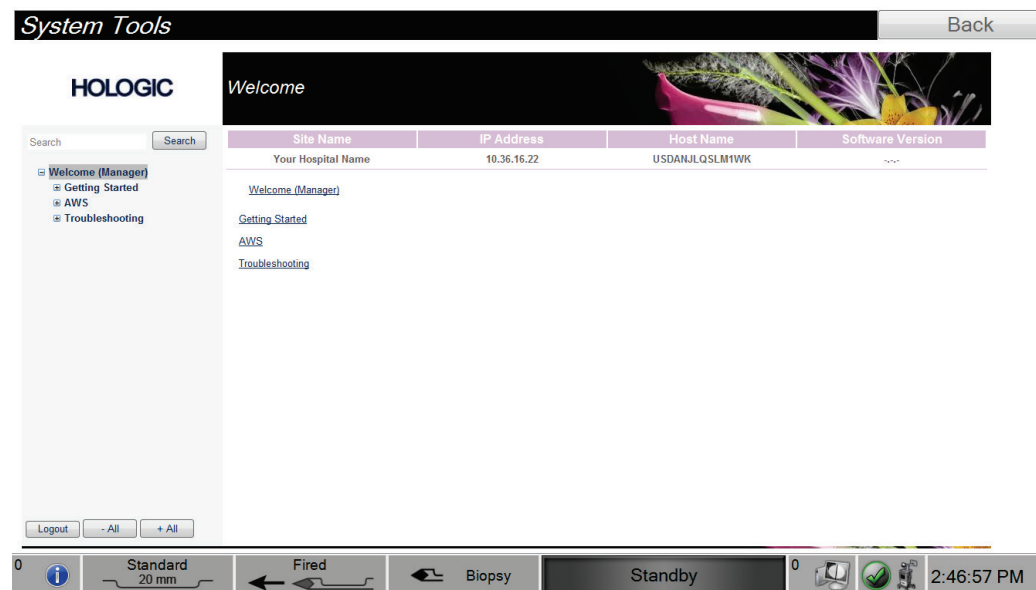 System Tools
Back
HOLOGIC
Welcome
Search
Search
Site Name IP Address Host Name Software Version
Your Hospital Name 10.36.16.22 USDANJLQSLM1WK -.-.-
Welcome (Manager)
Getting Started
AWS
Troubleshooting
Welcome (Manager)
Getting Started
AWS
Troubleshooting
Logout - All + All
0
Standard
20 mm
Fired
Biopsy
Standby
0
2:46:57 PM